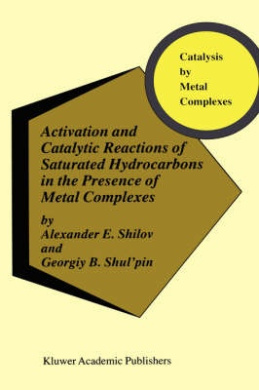 Catalysis
by
Metal
Complexes
Activation and
Catalytic Reactions of
Saturated Hydrocarbons
in the Presence of
Metal Complexes
by
Alexander E. Shilov
and
Georgiy B. Shul'pin
Kluwer Academic Publishers